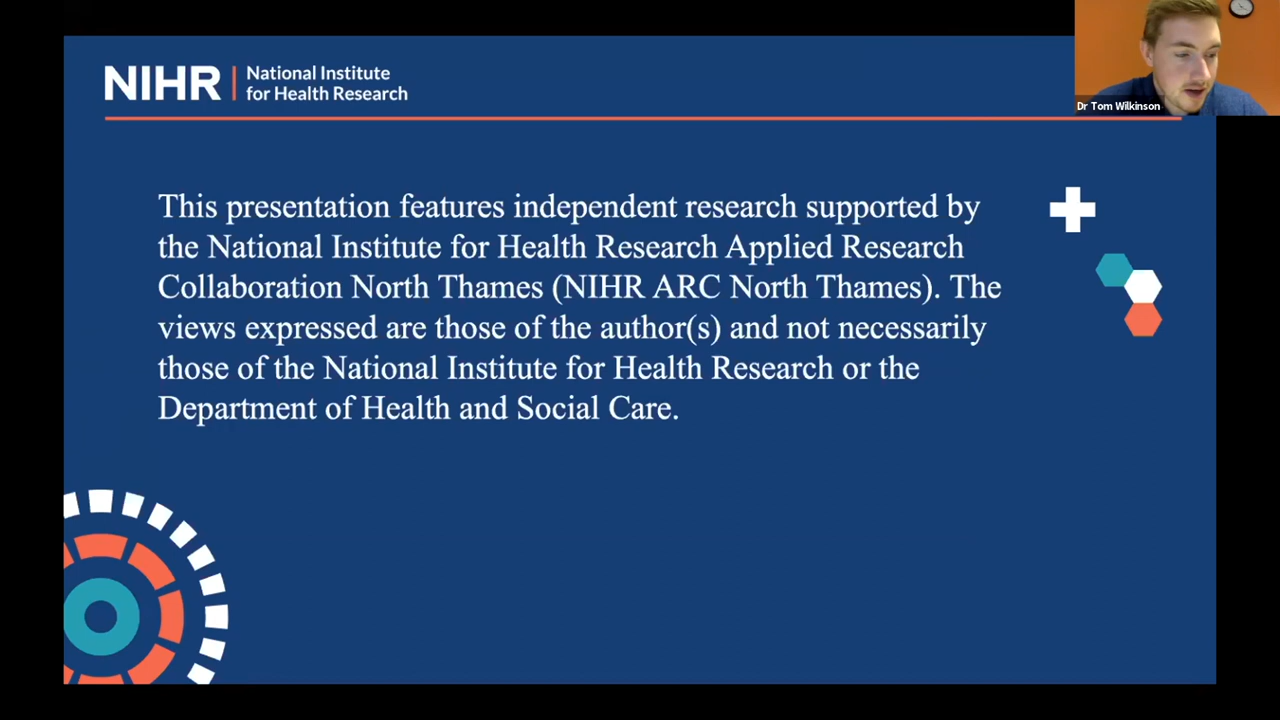 NIHR
National Institute
for Health Research
Dr Tom Wilkinson
This presentation features independent research supported by
the National Institute for Health Research Applied Research
Collaboration North Thames (NIHR ARC North Thames). The
views expressed are those of the author(s) and not necessarily
those of the National Institute for Health Research or the
Department of Health and Social Care.